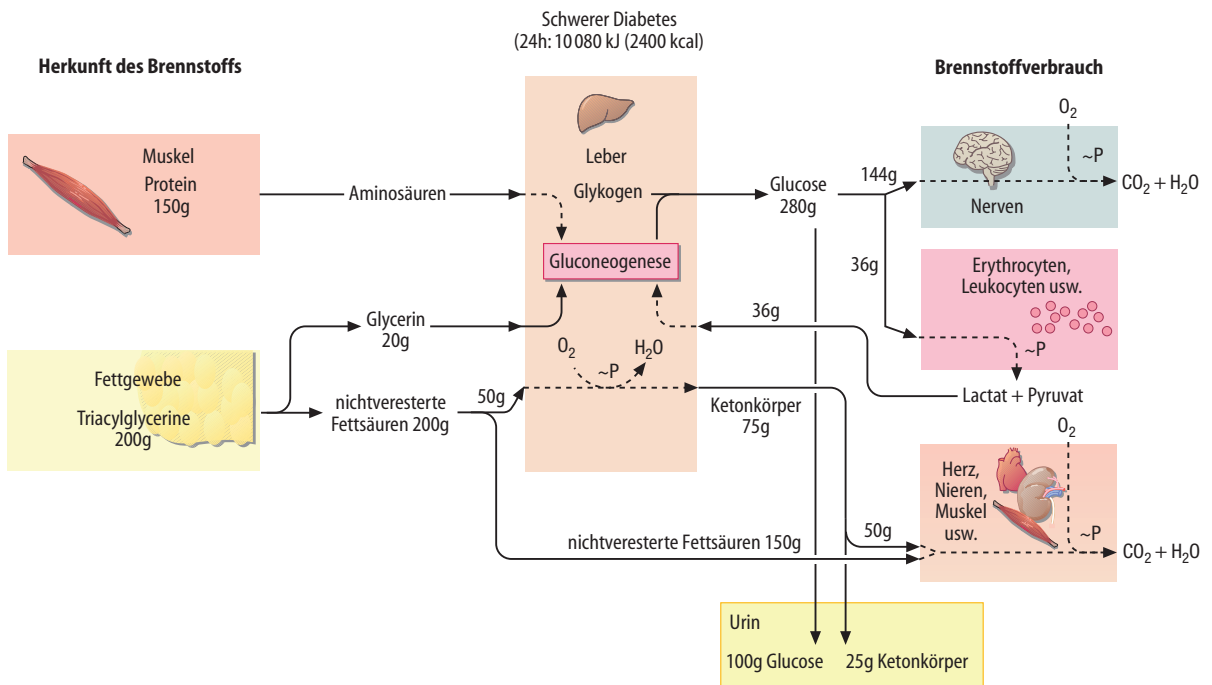 Schwerer Diabetes
(24h: 10 080 kJ (2400 kcal)
Herkunft des Brennstoffs
Brennstoffverbrauch
Muskel
Protein
150g
Aminosäuren
Leber
Glykogen
Gluconeogenese
Glucose
280g
144g
O2
~P
CO2 + H2O
Nerven
36g
Erythrocyten,
Leukocyten usw.
~P
Lactat + Pyruvat
36g
Glycerin
20g
O2
H2O
~P
Fettgewebe
Triacylglycerine
200g
nichtveresterte
Fettsäuren 200g
50g
Ketonkörper
75g
O2
Herz,
Nieren,
Muskel
usw.
~P
CO2 + H2O
50g
nichtveresterte Fettsäuren 150g
Urin
100g Glucose
25g Ketonkörper